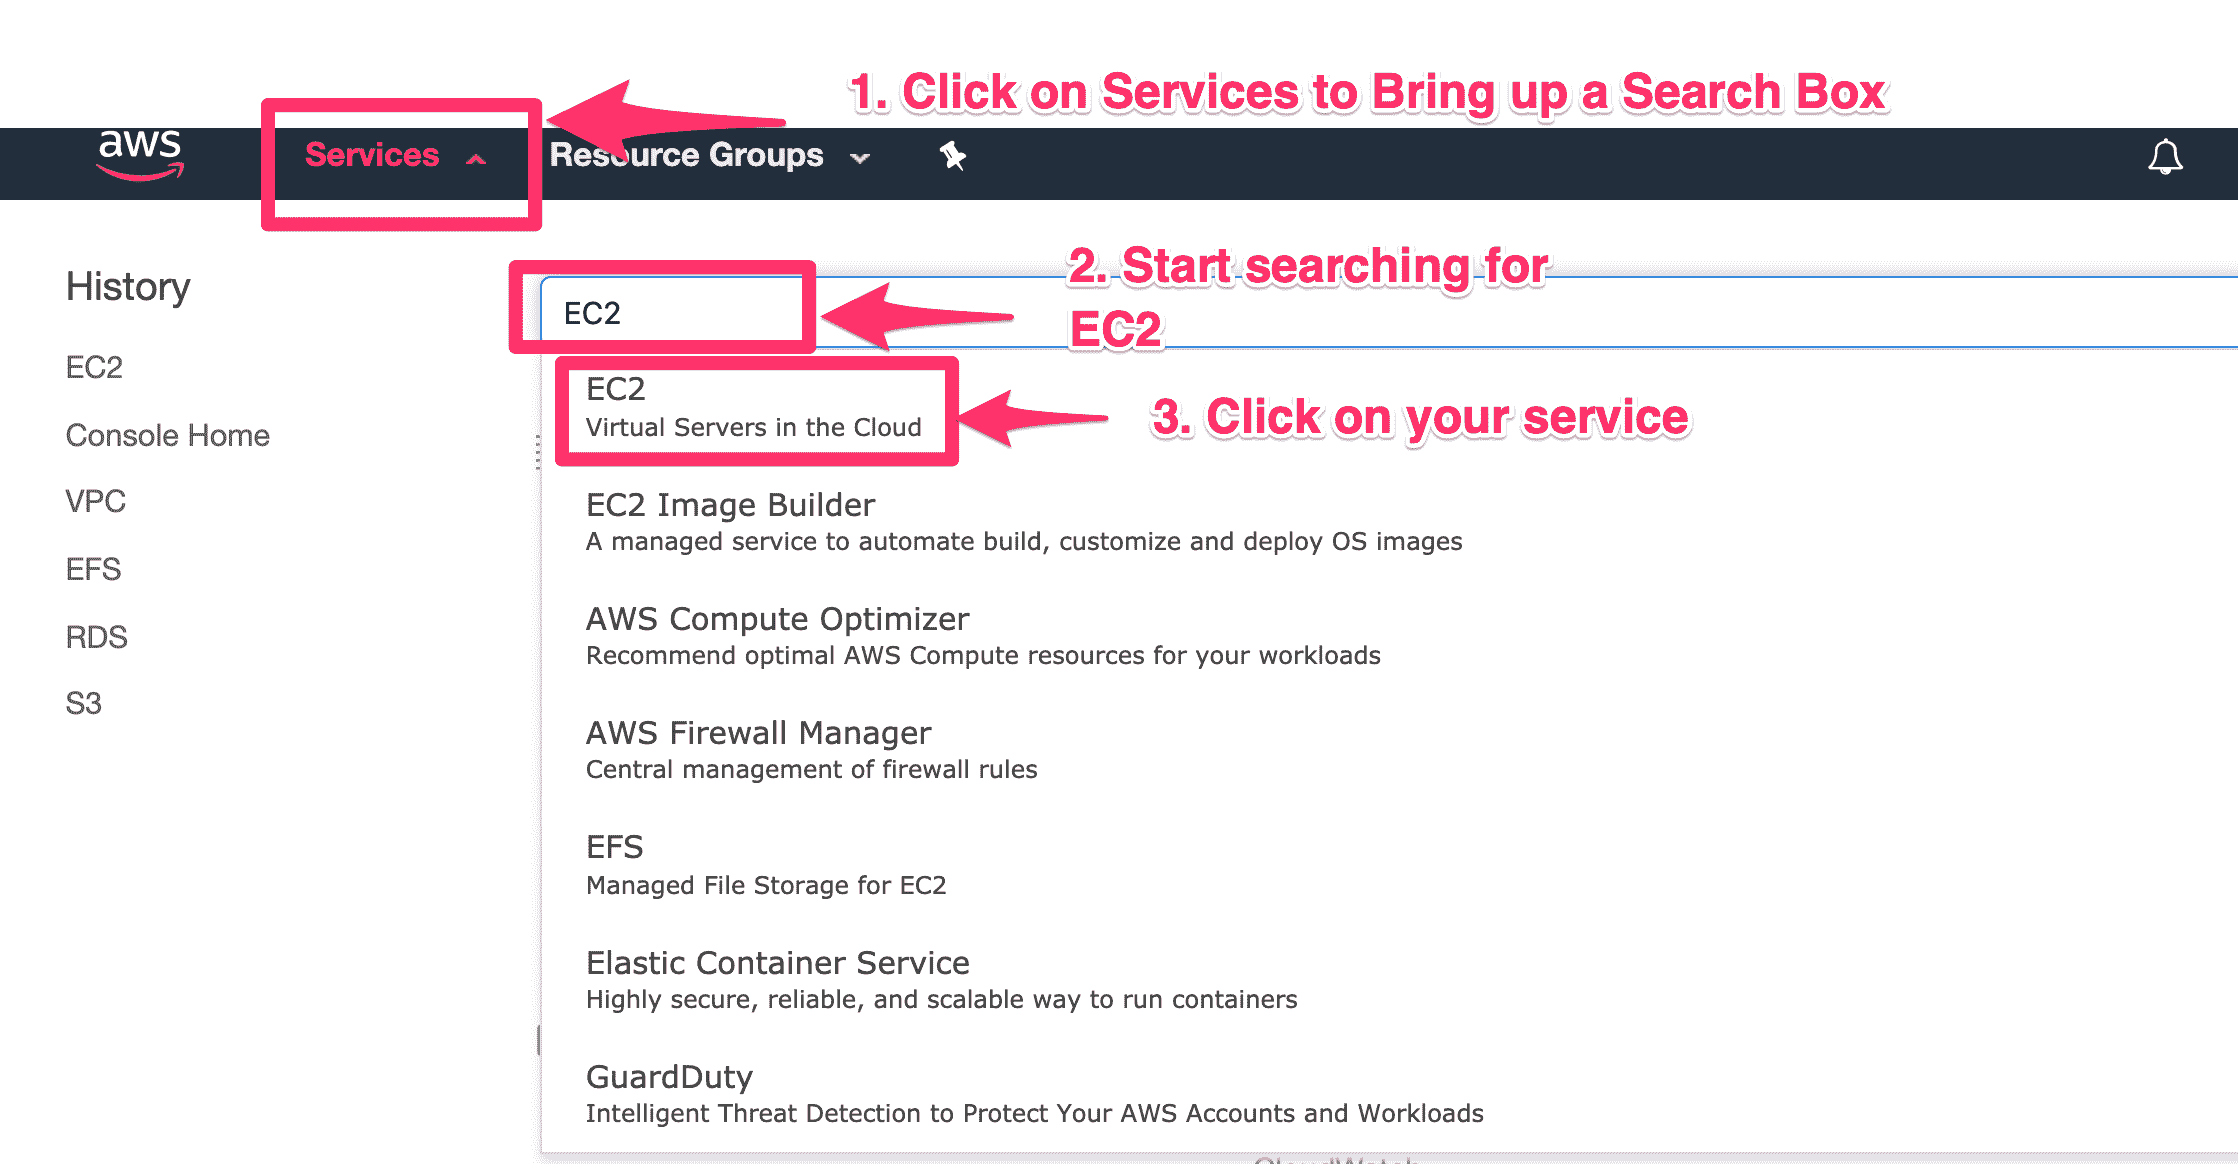 1. Click on Services to Bring up a Search Box
aws
Services
Resource Groups
2. Start searching for
EC2
History
EC2
EC2
Console Home
VPC
EFS
RDS
S3
EC2
Virtual Servers in the Cloud
3. Click on your service
EC2 Image Builder
A managed service to automate build, customize and deploy OS images
AWS Compute Optimizer
Recommend optimal AWS Compute resources for your workloads
AWS Firewall Manager
Central management of firewall rules
EFS
Managed File Storage for EC2
Elastic Container Service
Highly secure, reliable, and scalable way to run containers
GuardDuty
Intelligent Threat Detection to Protect Your AWS Accounts and Workloads